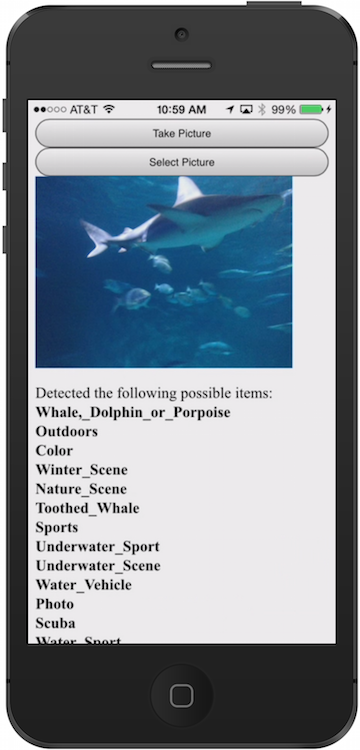 AT&T 10:59 AM 99%
Take Picture
Select Picture
Detected the following possible items:
Whale,_Dolphin_or_Porpoise
Outdoors
Color
Winter_Scene
Nature_Scene
Toothed_Whale
Sports
Underwater_Sport
Underwater_Scene
Water_Vehicle
Photo
Scuba
Water_Sport